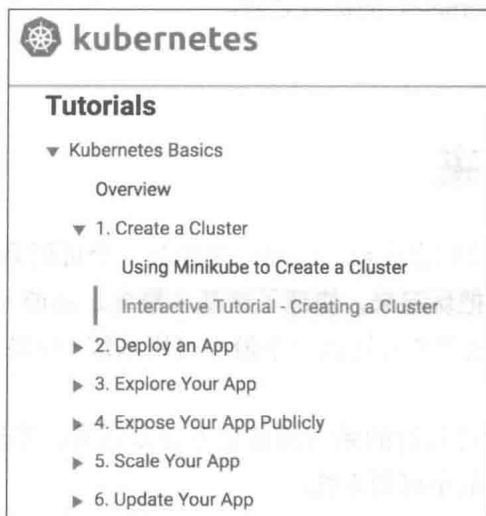 kubernetes
Tutorials
Kubernetes Basics
Overview
1. Create a Cluster
Using Minikube to Create a Cluster
Interactive Tutorial - Creating a Cluster
2. Deploy an App
3. Explore Your App
4. Expose Your App Publicly
5. Scale Your App
6. Update Your App